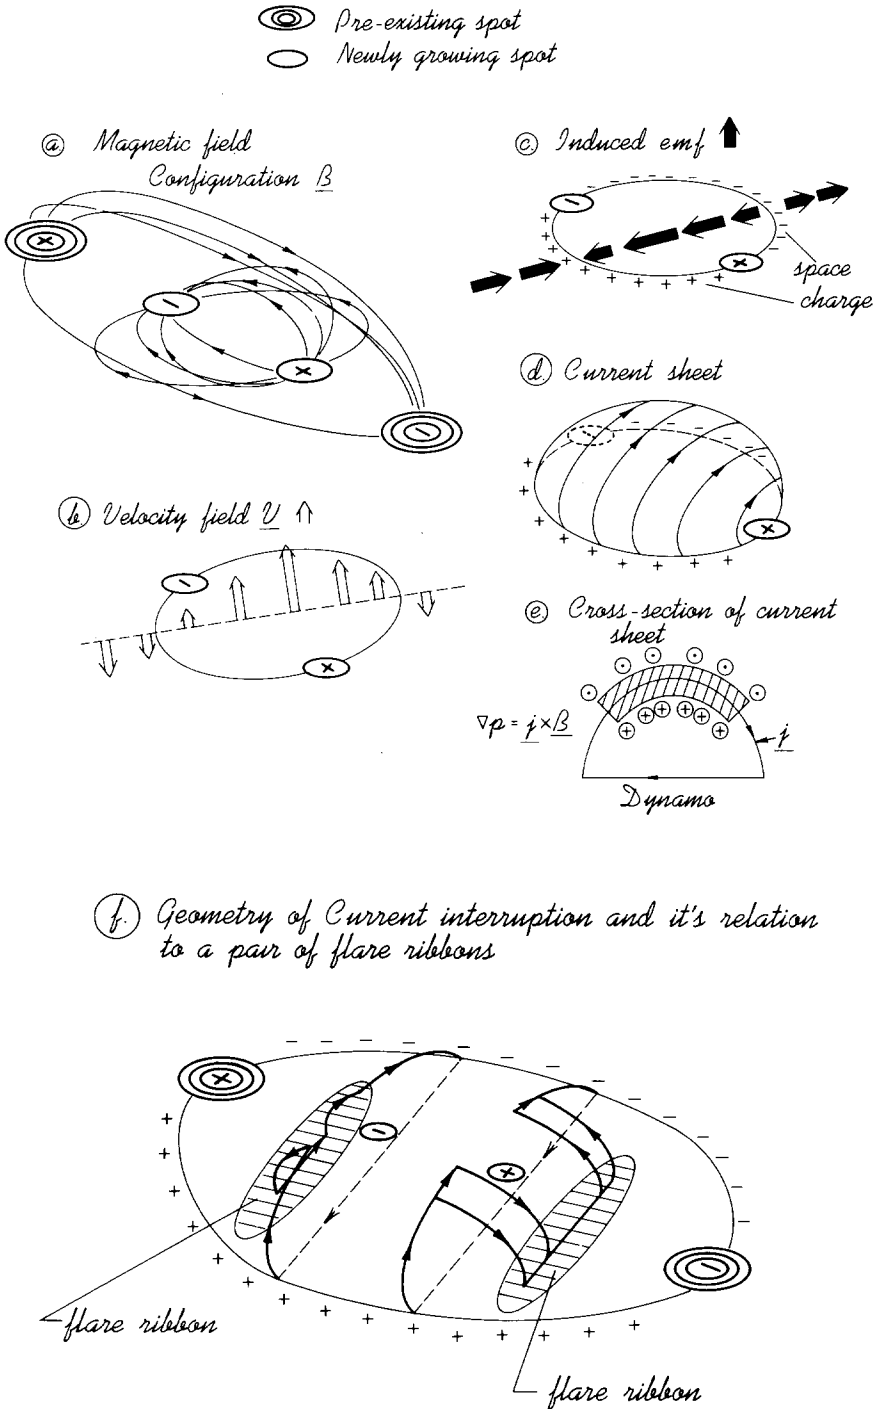 Pre-existing spot
Newly growing spot
a. Magnetic field
Configuration B
b. Velocity field U ⇑
c. Induced emf
space
charge
d. Current sheet
e. Cross-section of current
sheet
∇p = j × B
j
Dynamo
f. Geometry of Current interruption and it's relation
to a pair of flare ribbons
flare ribbon
flare ribbon